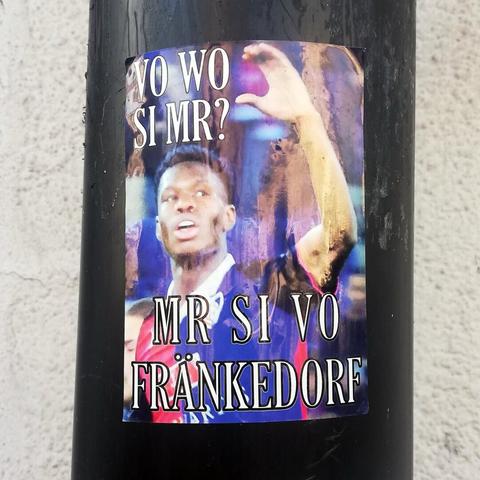 VO WO
SI MR?
MR SI VO
FRÄNKEDORF